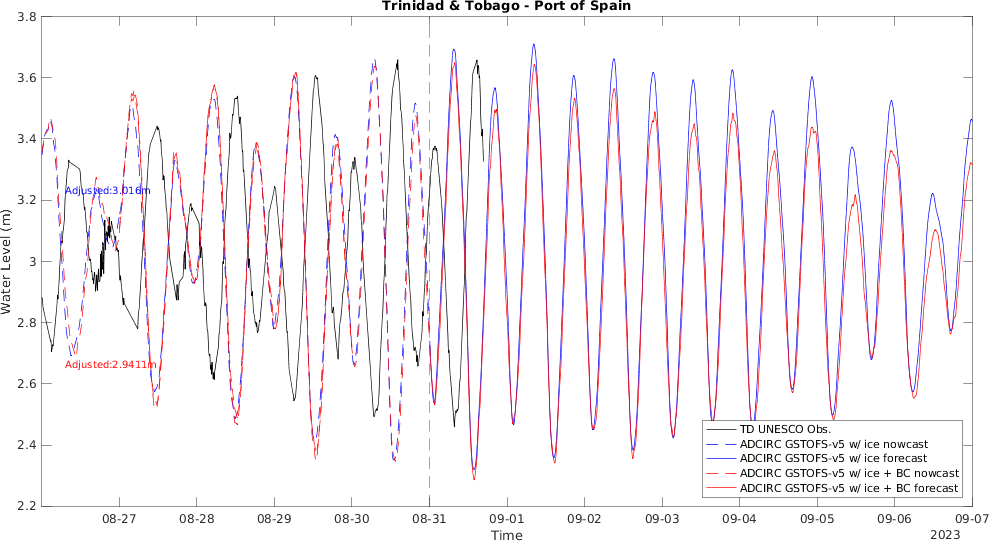 Trinidad & Tobago - Port of Spain
3.8
3.6
3.4
3.2
3
2.8
2.6
2.4
2.2
Water Level (m)
Adjusted:3.016m
Adjusted:2.9411m
TD UNESCO Obs.
ADCIRC GSTOFS-v5 w/ ice nowcast
ADCIRC GSTOFS-v5 w/ ice forecast
ADCIRC GSTOFS-v5 w/ ice + BC nowcast
ADCIRC GSTOFS-v5 w/ ice + BC forecast
08-27 08-28 08-29 08-30 08-31 09-01 09-02 09-03 09-04 09-05 09-06 09-07
Time
2023